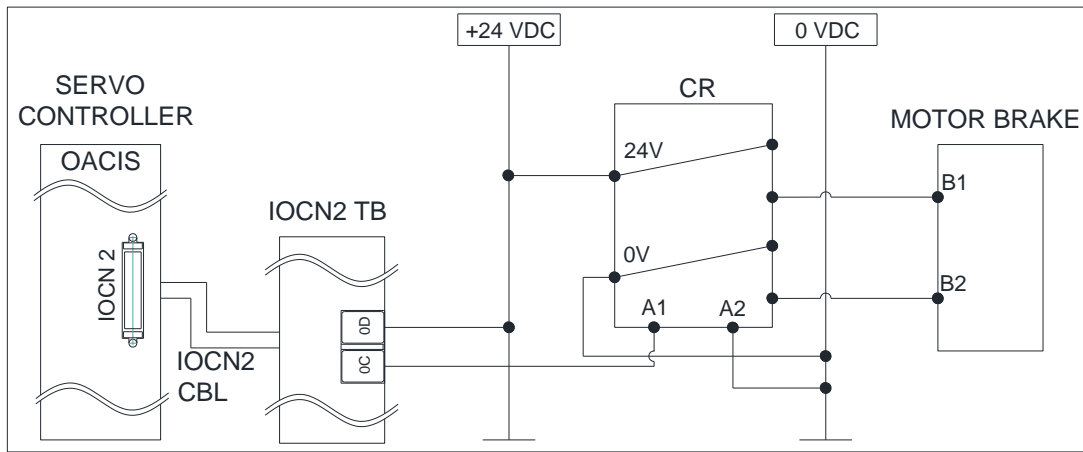 +24 VDC
0 VDC
SERVO
CONTROLLER
CR
MOTOR BRAKE
OACIS
24V
B1
IOCN2 TB
IOCN 2
0V
B2
A1
A2
0D
0C
IOCN2
CBL